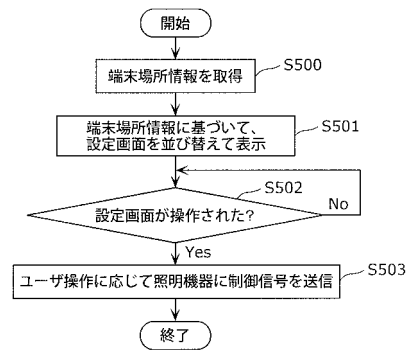 開始
端末場所情報を取得
S500
端末場所情報に基づいて、
設定画面を並び替えて表示
S501
S502
設定画面が操作された?
No
Yes
ユーザ操作に応じて照明機器に制御信号を送信
S503
終了